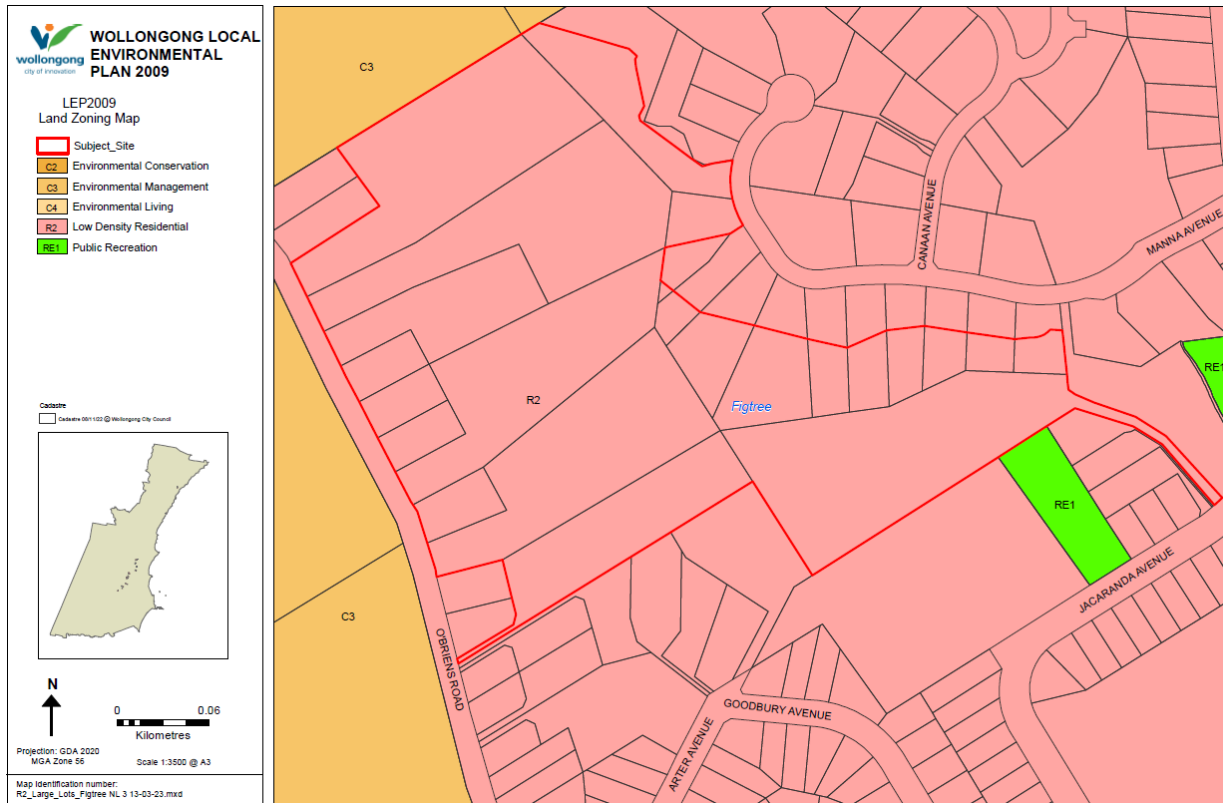 wollongong
city of innovation
WOLLONGONG LOCAL
ENVIRONMENTAL
PLAN 2009
LEP2009
Land Zoning Map
Subject_Site
C2 Environmental Conservation
C3 Environmental Management
C4 Environmental Living
R2 Low Density Residential
RE1 Public Recreation
Cadastre
Cadastre 08/11/22 © Wollongong City Council
N
0 0.06
Kilometres
Projection: GDA 2020
MGA Zone 56
Scale 1:3500 @ A3
Map Identification number:
R2_Large_Lots_Figtree NL 3 13-03-23.mxd
C3
CANAAN AVENUE
MANNA AVENUE
RE1
R2
Figtree
RE1
JACARANDA AVENUE
C3
O'BRIENS ROAD
GOODBURY AVENUE
ARTER AVENUE